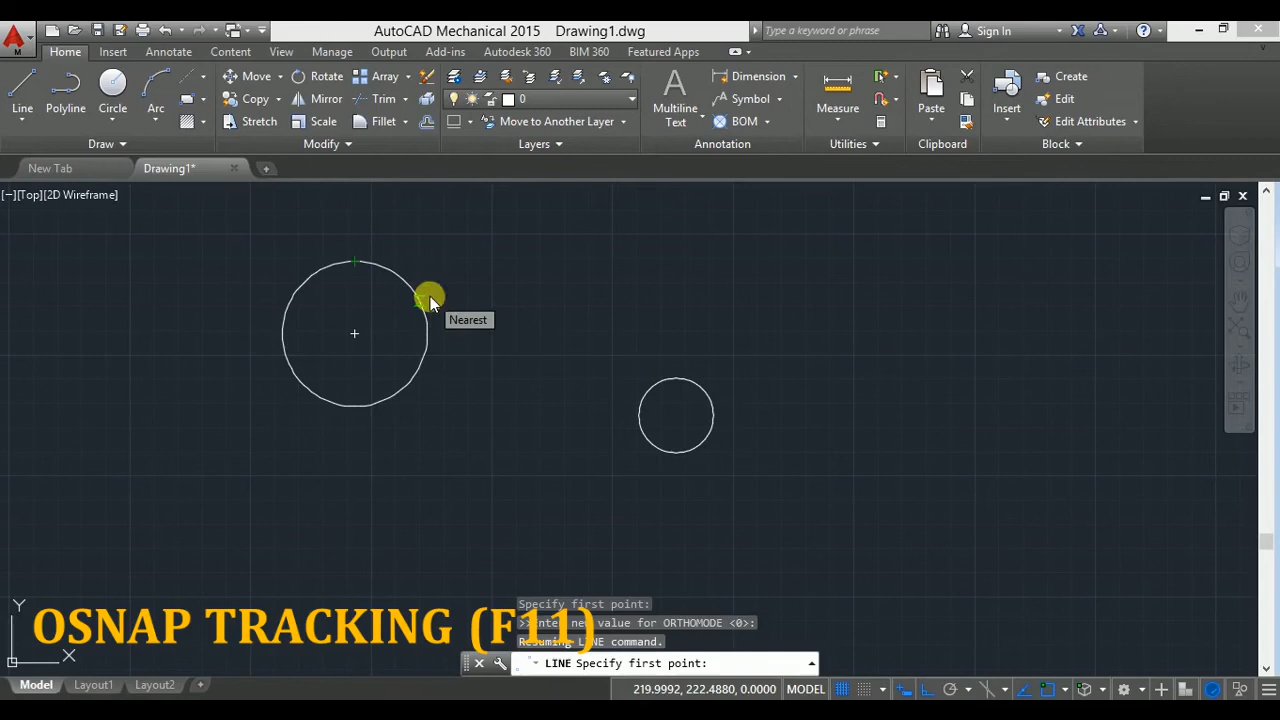 M
AutoCAD Mechanical 2015 Drawing1.dwg
Type a keyword or phrase
Sign In
Home Insert Annotate Content View Manage Output Add-ins Autodesk 360 BIM 360 Featured Apps
Line Polyline Circle Arc
Move Rotate Array
Copy Mirror Trim
Stretch Scale Fillet
0
Move to Another Layer
Multiline Text
Dimension
Symbol
BOM
Measure
Paste
Insert
Create
Edit
Edit Attributes
Draw Modify Layers Annotation Utilities Clipboard Block
New Tab Drawing1*
[−][Top][2D Wireframe]
Nearest
Y
X
OSNAP TRACKING (F11)
Specify first point:
>>Enter new value for ORTHOMODE <0>:
Resuming LINE command.
LINE Specify first point:
Model Layout1 Layout2
219.9992, 222.4880, 0.0000 MODEL